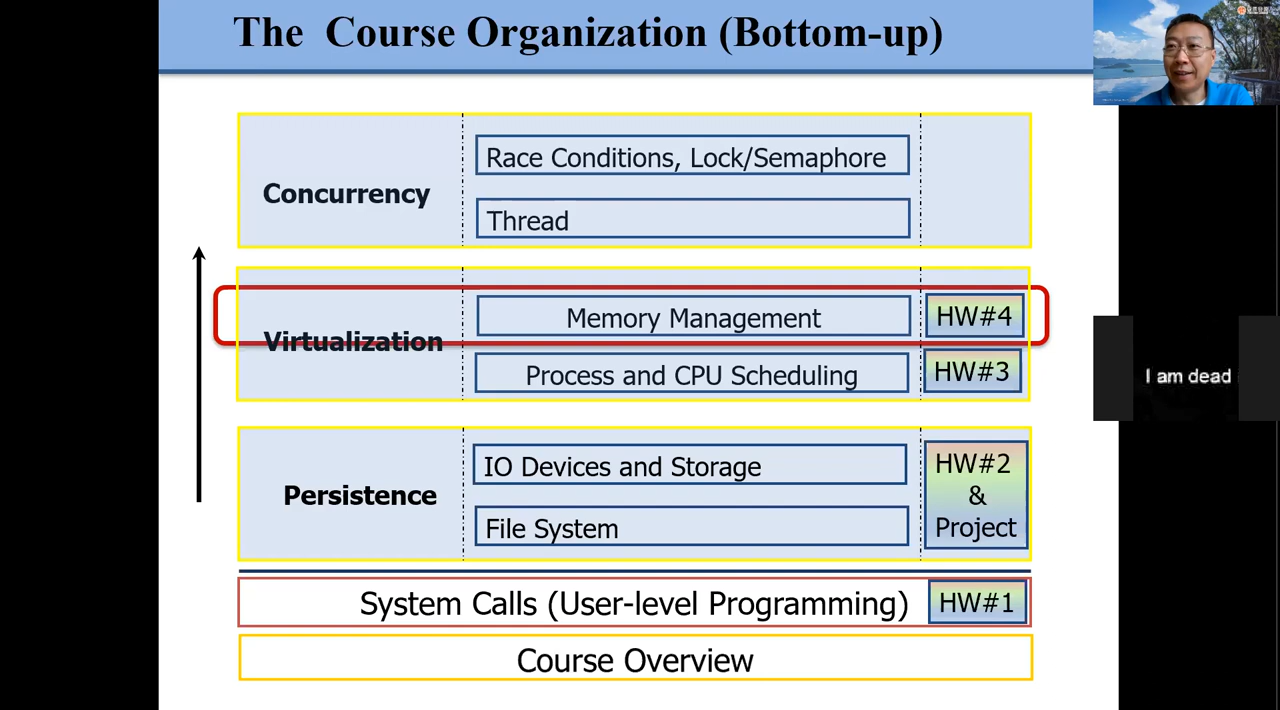 The Course Organization (Bottom-up)
Concurrency
Race Conditions, Lock/Semaphore
Thread
Virtualization
Memory Management
HW#4
Process and CPU Scheduling
HW#3
Persistence
IO Devices and Storage
File System
HW#2
&
Project
System Calls (User-level Programming)
HW#1
Course Overview
I am dead